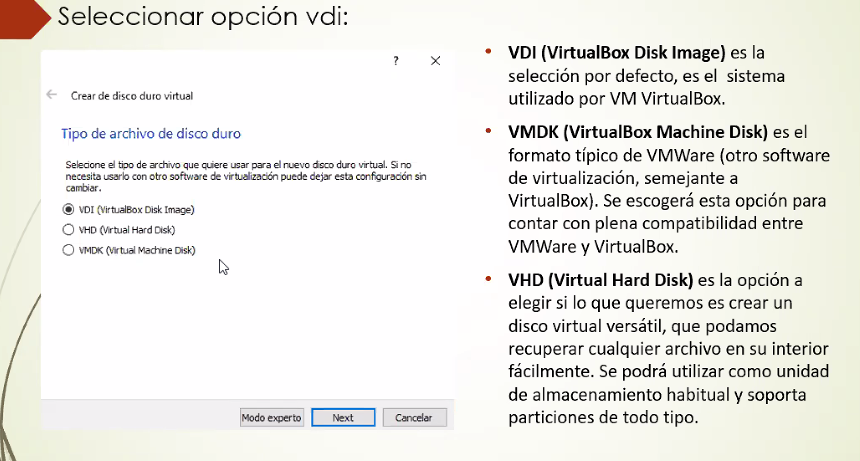 Seleccionar opción vdi:
?
Crear de disco duro virtual
Tipo de archivo de disco duro
Selecione el tipo de archivo que quiere usar para el nuevo disco duro virtual. Si no
necesita usarlo con otro software de virtualización puede dejar esta configuración sin
cambiar.
VDI (VirtualBox Disk Image)
VHD (Virtual Hard Disk)
VMDK (Virtual Machine Disk)
Modo experto
Next
Cancelar
• VDI (VirtualBox Disk Image) es la
selección por defecto, es el sistema
utilizado por VM VirtualBox.
• VMDK (VirtualBox Machine Disk) es el
formato típico de VMWare (otro software
de virtualización, semejante a
VirtualBox). Se escogerá esta opción para
contar con plena compatibilidad entre
VMWare y VirtualBox.
• VHD (Virtual Hard Disk) es la opción a
elegir si lo que queremos es crear un
disco virtual versátil, que podamos
recuperar cualquier archivo en su interior
fácilmente. Se podrá utilizar como unidad
de almacenamiento habitual y soporta
particiones de todo tipo.